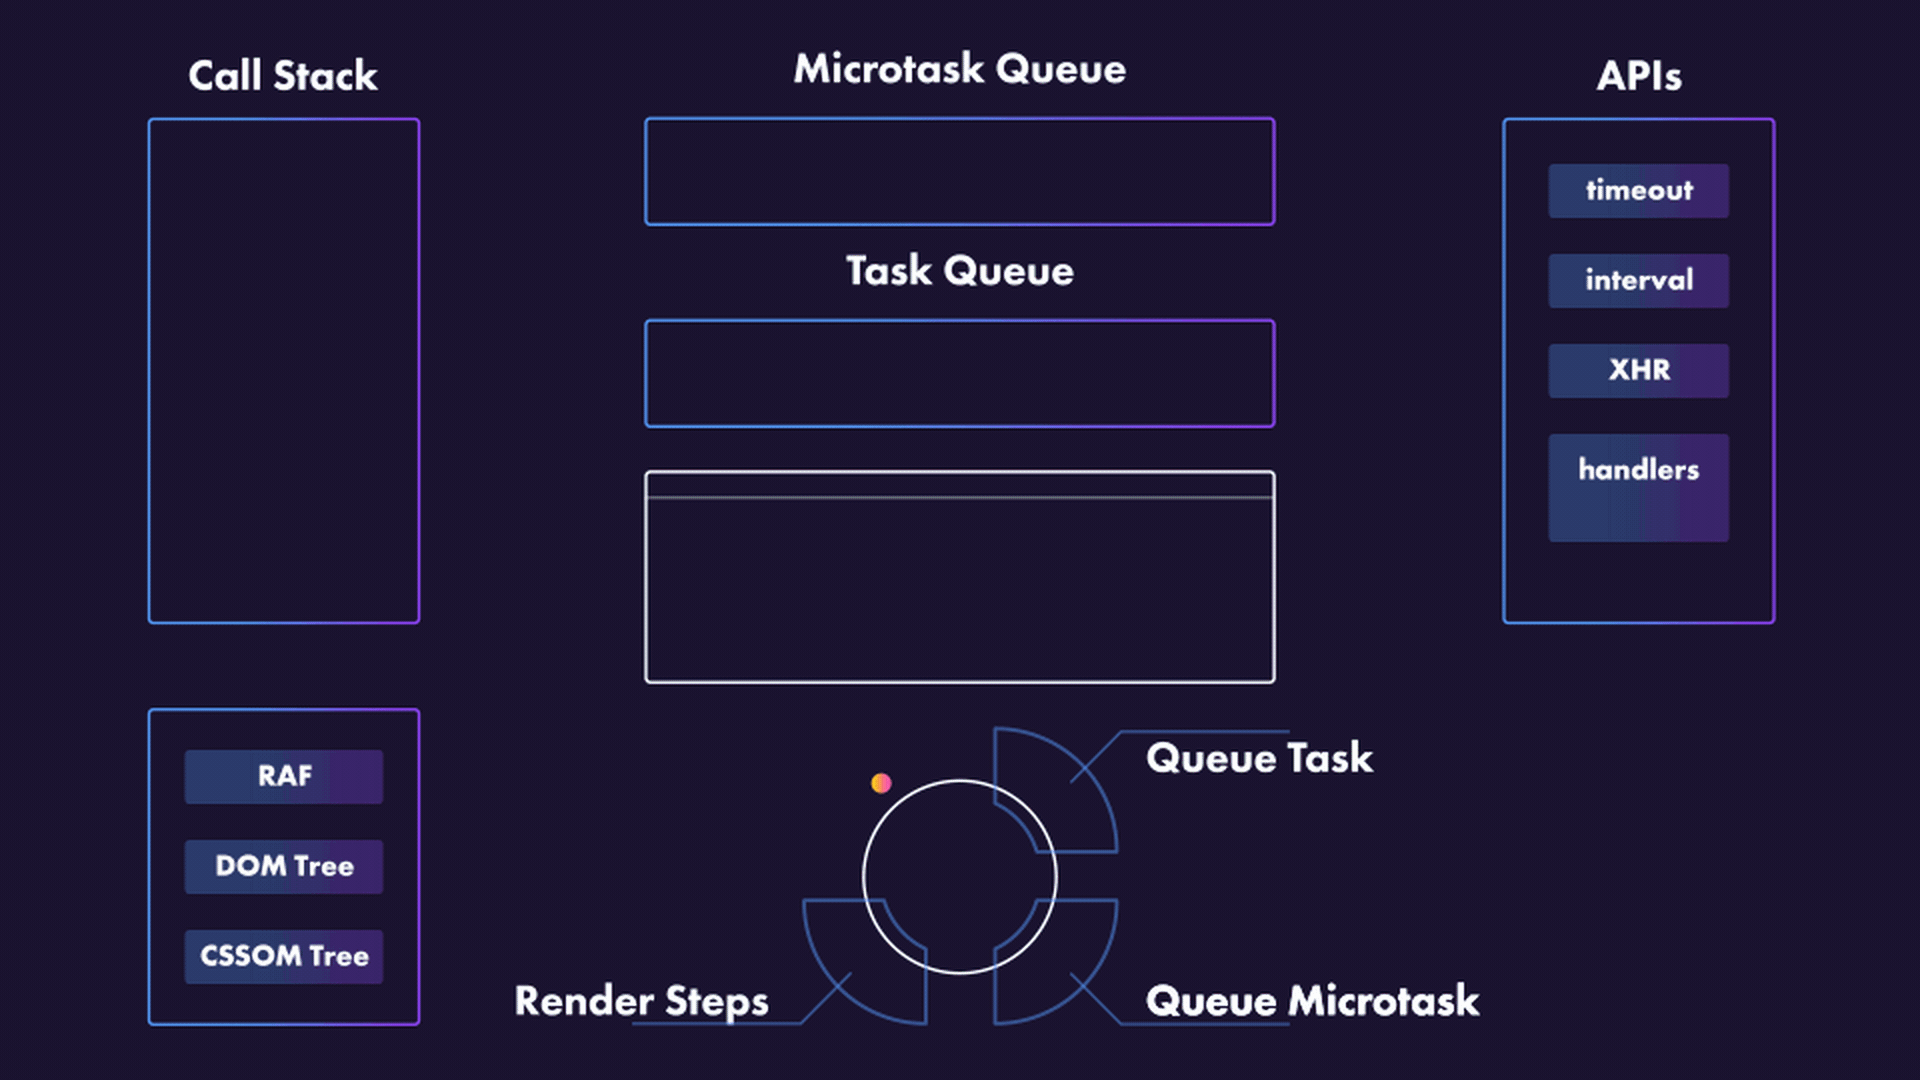 Call Stack
Microtask Queue
APIs
timeout
Task Queue
interval
XHR
handlers
Queue Task
RAF
DOM Tree
CSSOM Tree
Render Steps
Queue Microtask